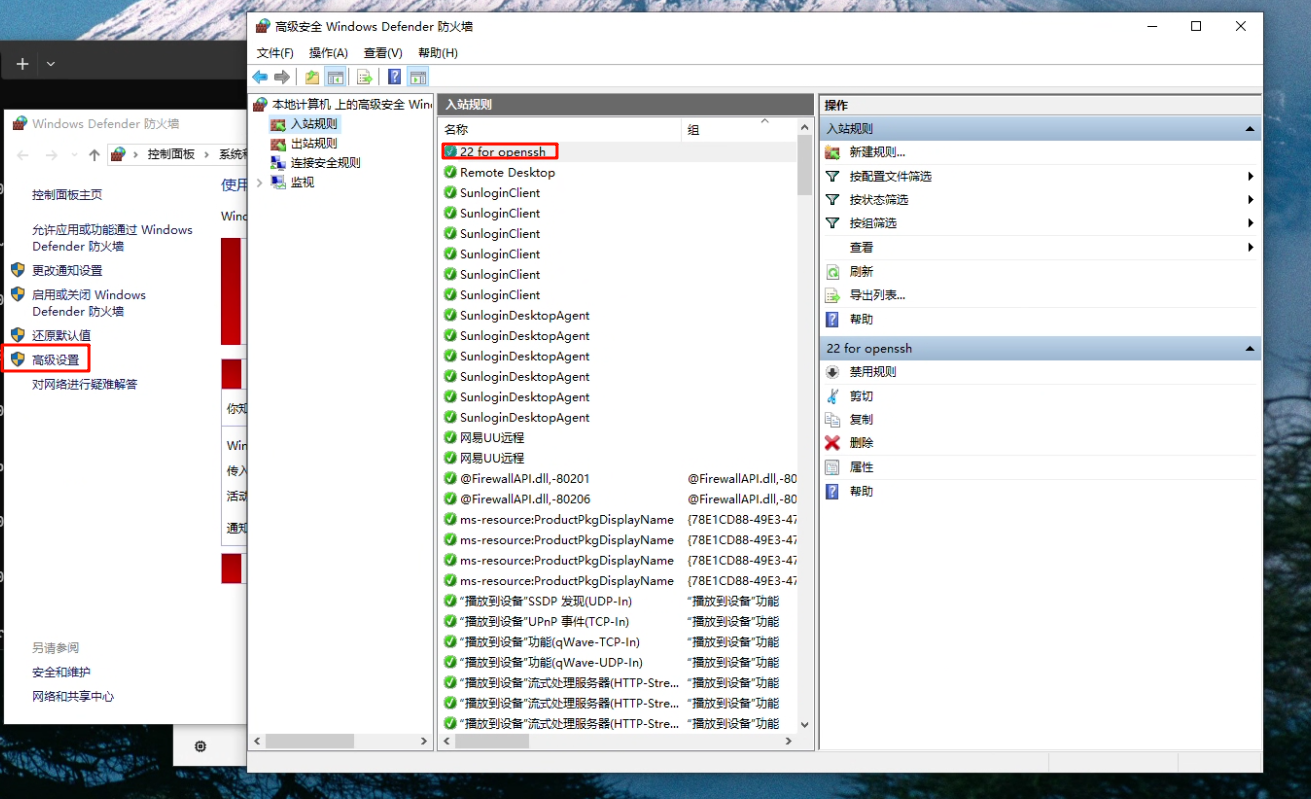 高级安全 Windows Defender 防火墙
文件(F) 操作(A) 查看(V) 帮助(H)
Windows Defender 防火墙
控制面板
控制面板主页
允许应用或功能通过 Windows
Defender 防火墙
更改通知设置
启用或关闭 Windows
Defender 防火墙
还原默认值
高级设置
对网络进行疑难解答
另请参阅
安全和维护
网络和共享中心
本地计算机 上的高级安全 Win
入站规则
出站规则
连接安全规则
监视
入站规则
名称 组
22 for openssh
Remote Desktop
SunloginClient
SunloginClient
SunloginClient
SunloginClient
SunloginClient
SunloginClient
SunloginDesktopAgent
SunloginDesktopAgent
SunloginDesktopAgent
SunloginDesktopAgent
SunloginDesktopAgent
SunloginDesktopAgent
网易UU远程
网易UU远程
@FirewallAPI.dll,-80201 @FirewallAPI.dll,-80
@FirewallAPI.dll,-80206 @FirewallAPI.dll,-80
ms-resource:ProductPkgDisplayName {78E1CD88-49E3-47
ms-resource:ProductPkgDisplayName {78E1CD88-49E3-47
ms-resource:ProductPkgDisplayName {78E1CD88-49E3-47
ms-resource:ProductPkgDisplayName {78E1CD88-49E3-47
“播放到设备”SSDP 发现(UDP-In) “播放到设备”功能
“播放到设备”UPnP 事件(TCP-In) “播放到设备”功能
“播放到设备”功能(qWave-TCP-In) “播放到设备”功能
“播放到设备”功能(qWave-UDP-In) “播放到设备”功能
“播放到设备”流式处理服务器(HTTP-Stre... “播放到设备”功能
“播放到设备”流式处理服务器(HTTP-Stre... “播放到设备”功能
“播放到设备”流式处理服务器(HTTP-Stre... “播放到设备”功能
操作
入站规则
新建规则...
按配置文件筛选
按状态筛选
按组筛选
查看
刷新
导出列表...
帮助
22 for openssh
禁用规则
剪切
复制
删除
属性
帮助